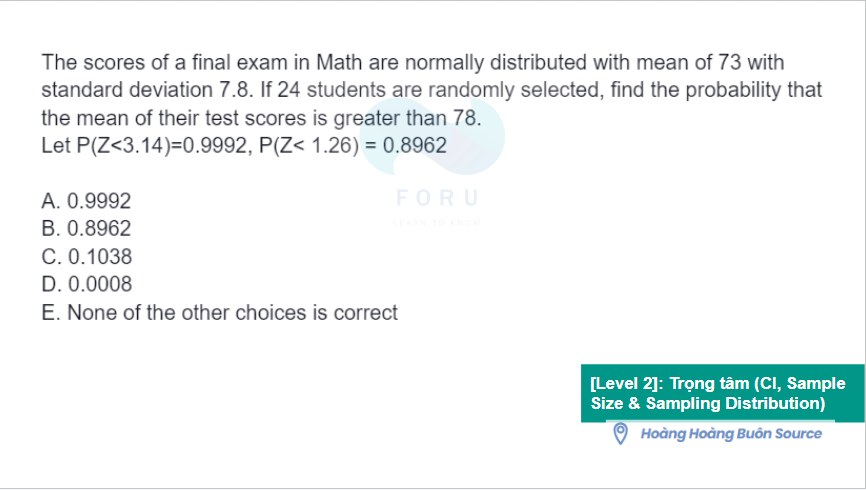 The scores of a final exam in Math are normally distributed with mean of 73 with
standard deviation 7.8. If 24 students are randomly selected, find the probability that
the mean of their test scores is greater than 78.
Let P(Z<3.14)=0.9992, P(Z< 1.26) = 0.8962
A. 0.9992
B. 0.8962
C. 0.1038
D. 0.0008
E. None of the other choices is correct
FORU
[Level 2]: Trọng tâm (CI, Sample
Size & Sampling Distribution)
Hoàng Hoàng Buôn Source